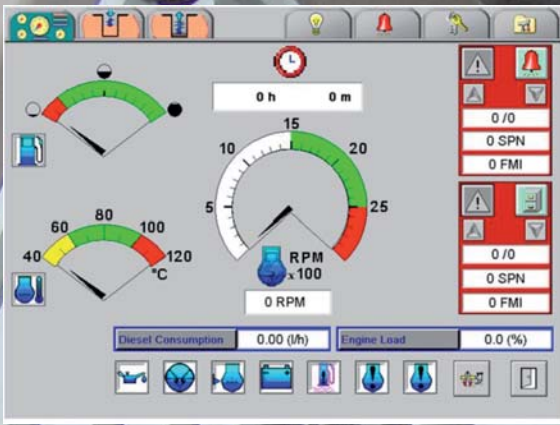 0 h 0 m
0 /0
0 SPN
0 FMI
5
10
15
20
25
RPM
x 100
0 RPM
40
60
80
100
120
°C
0 /0
0 SPN
0 FMI
Diesel Consumption 0.00 (l/h) Engine Load 0.0 (%)